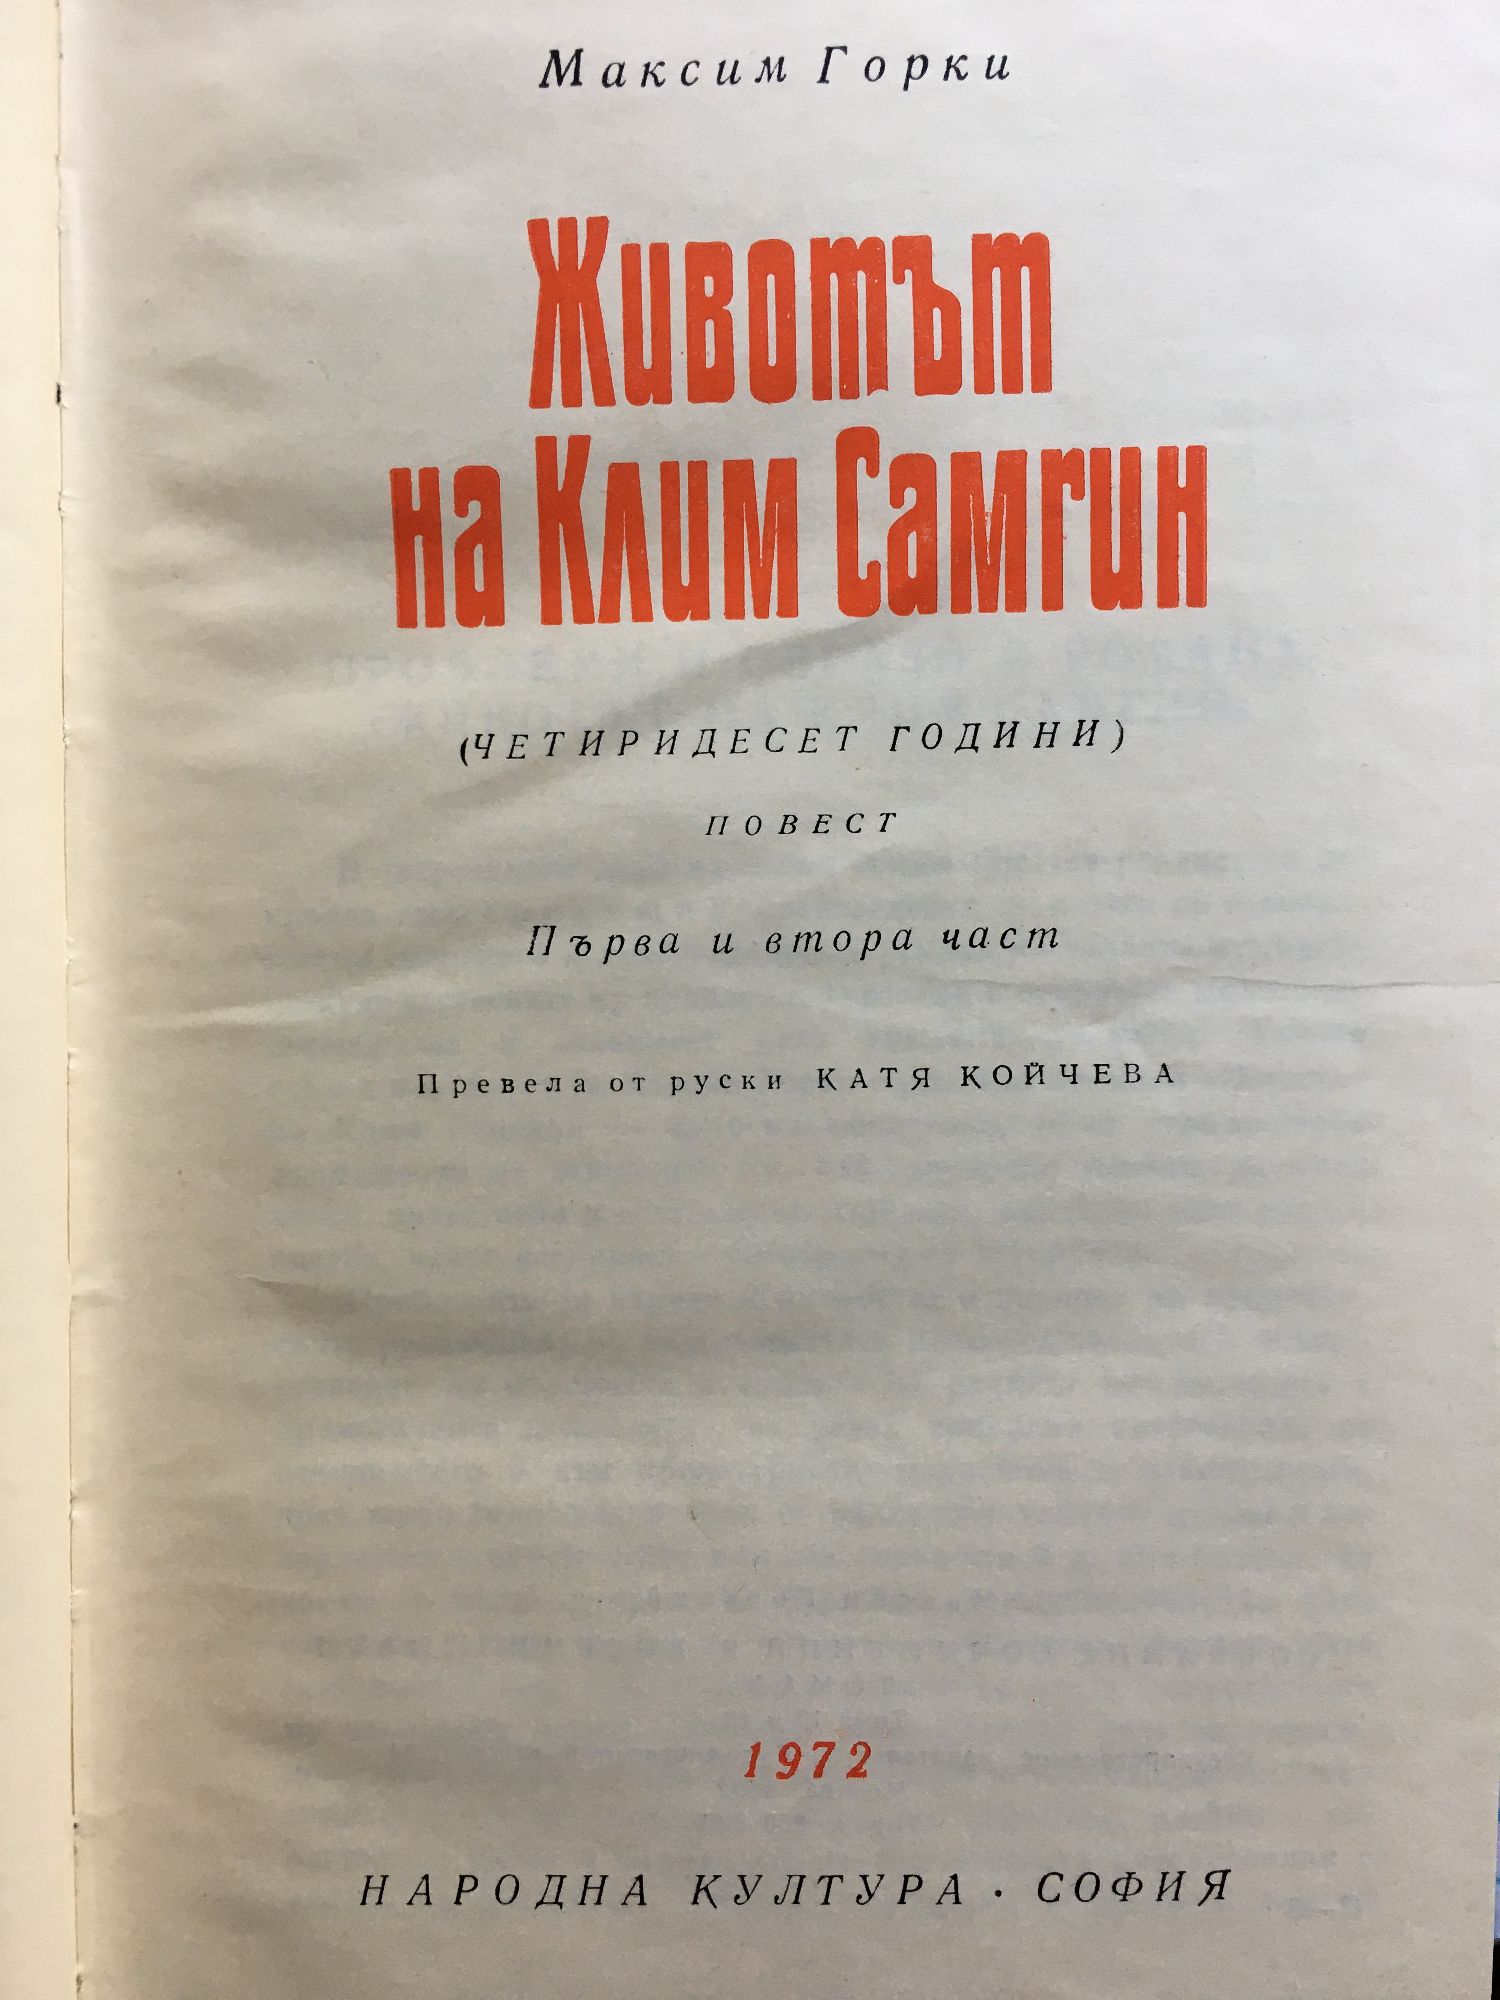 Максим Горки
Животът
на Клим Самгин
(ЧЕТИРИДЕСЕТ ГОДИНИ)
ПОВЕСТ
Първа и втора част
Превела от руски КАТЯ КОЙЧЕВА
1972
НАРОДНА КУЛТУРА · СОФИЯ